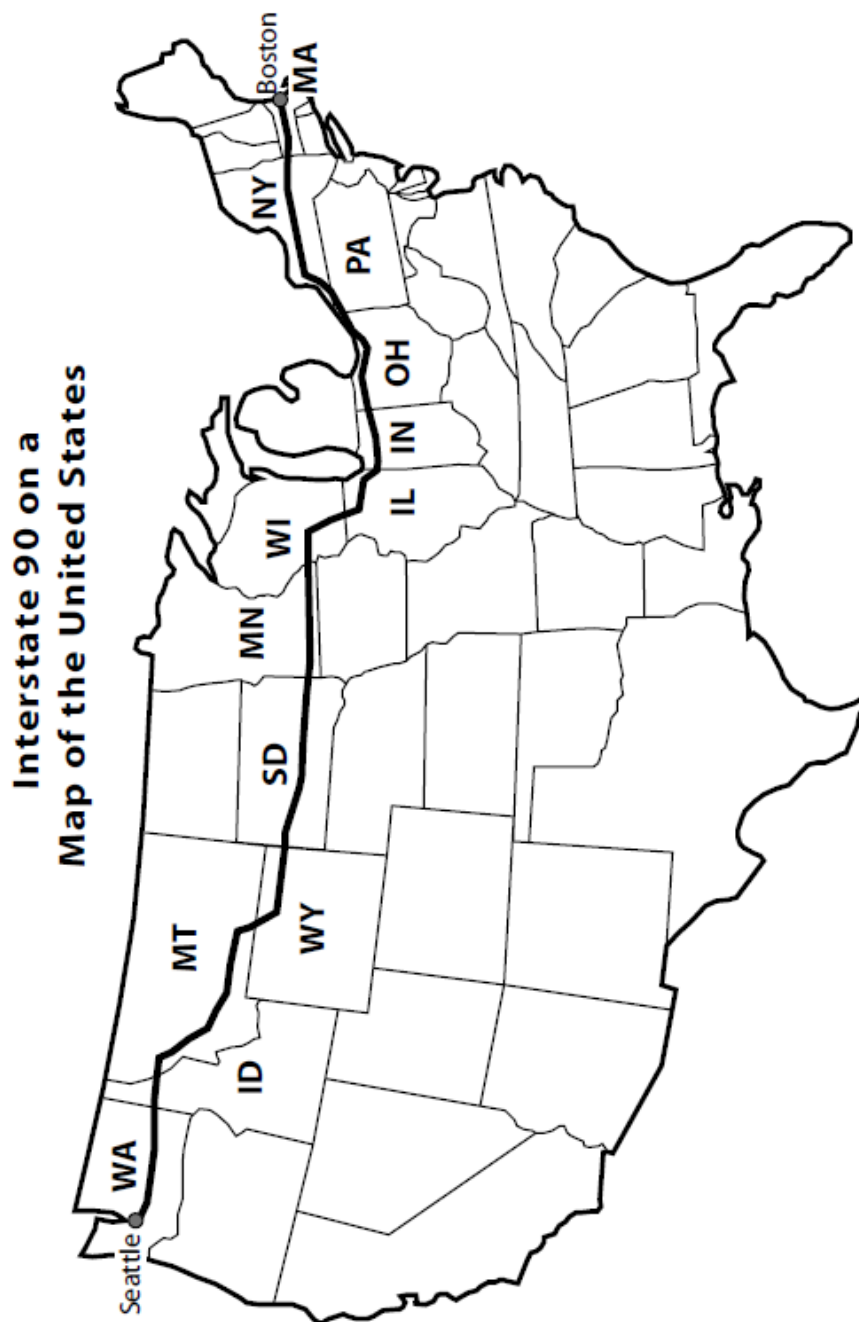 Interstate 90 on a
Map of the United States
Seattle
WA
ID
MT
WY
SD
MN
WI
IL
IN
OH
PA
NY
Boston
MA